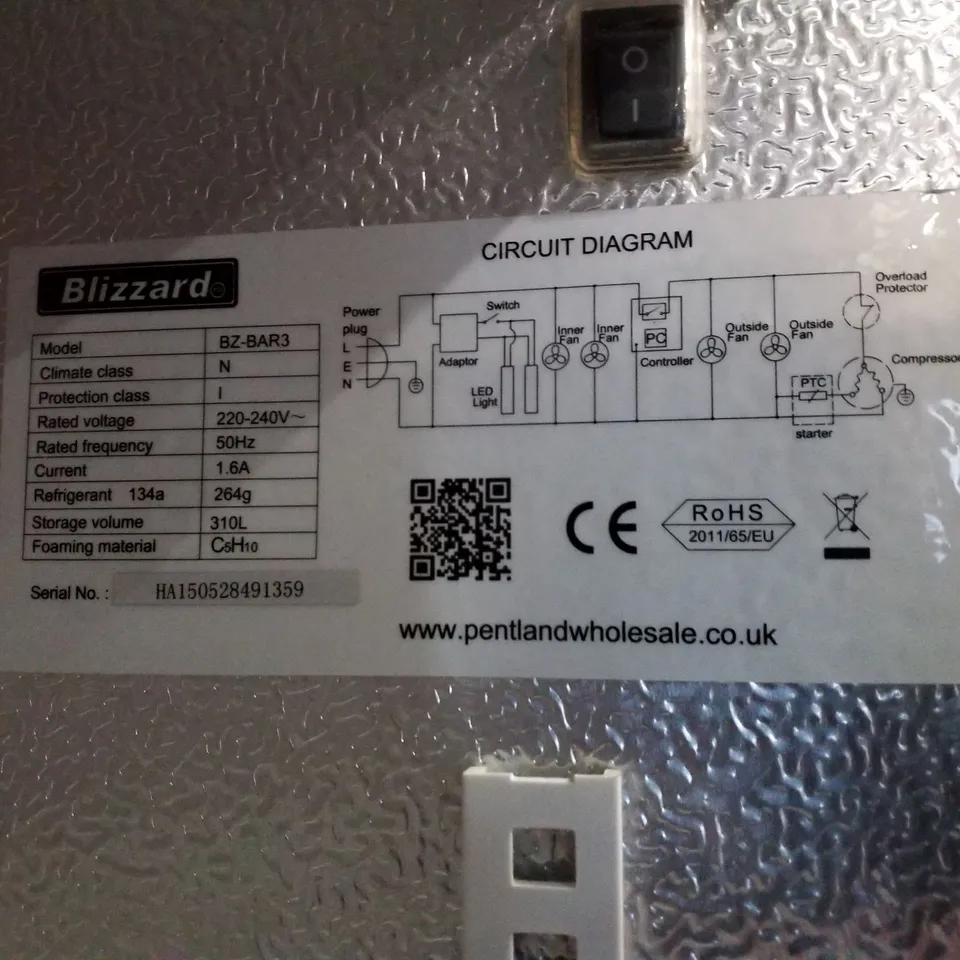 O
I
CIRCUIT DIAGRAM
Blizzard
Model BZ-BAR3
Climate class N
Protection class I
Rated voltage 220-240V~
Rated frequency 50Hz
Current 1.6A
Refrigerant 134a 264g
Storage volume 310L
Foaming material C5H10
Serial No. : HA150528491359
Power
plug
L
E
N
Adaptor
Switch
LED
Light
Inner
Fan
Inner
Fan
PC
Controller
Outside
Fan
Outside
Fan
Overload
Protector
Compressor
PTC
starter
CE
RoHS
2011/65/EU
www.pentlandwholesale.co.uk